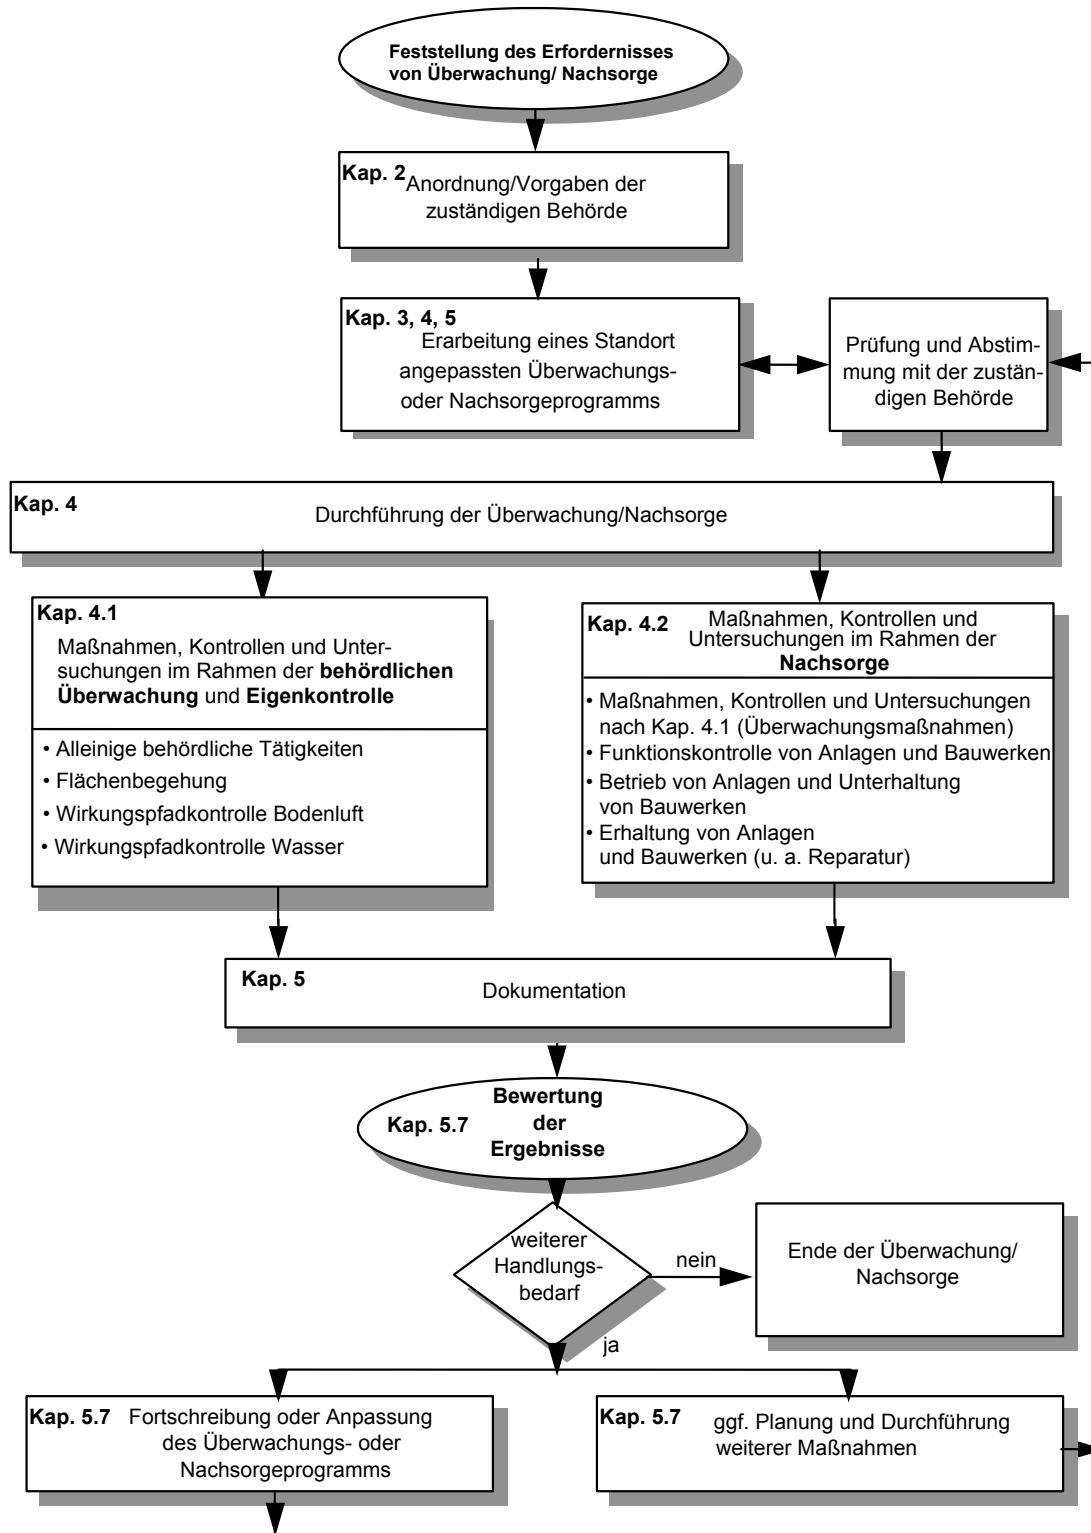 Feststellung des Erfordernisses
von Überwachung/ Nachsorge
Kap. 2 Anordnung/Vorgaben der
zuständigen Behörde
Kap. 3, 4, 5
Erarbeitung eines Standort
angepassten Überwachungs-
oder Nachsorgeprogramms
Prüfung und Abstim-
mung mit der zustän-
digen Behörde
Kap. 4
Durchführung der Überwachung/Nachsorge
Kap. 4.1
Maßnahmen, Kontrollen und Unter-
suchungen im Rahmen der behördlichen
Überwachung und Eigenkontrolle
• Alleinige behördliche Tätigkeiten
• Flächenbegehung
• Wirkungspfadkontrolle Bodenluft
• Wirkungspfadkontrolle Wasser
Kap. 4.2 Maßnahmen, Kontrollen und
Untersuchungen im Rahmen der
Nachsorge
• Maßnahmen, Kontrollen und Untersuchungen
nach Kap. 4.1 (Überwachungsmaßnahmen)
• Funktionskontrolle von Anlagen und Bauwerken
• Betrieb von Anlagen und Unterhaltung
von Bauwerken
• Erhaltung von Anlagen
und Bauwerken (u. a. Reparatur)
Kap. 5
Dokumentation
Kap. 5.7
Bewertung
der
Ergebnisse
weiterer
Handlungs-
bedarf
nein
Ende der Überwachung/
Nachsorge
ja
Kap. 5.7 Fortschreibung oder Anpassung
des Überwachungs- oder
Nachsorgeprogramms
Kap. 5.7 ggf. Planung und Durchführung
weiterer Maßnahmen